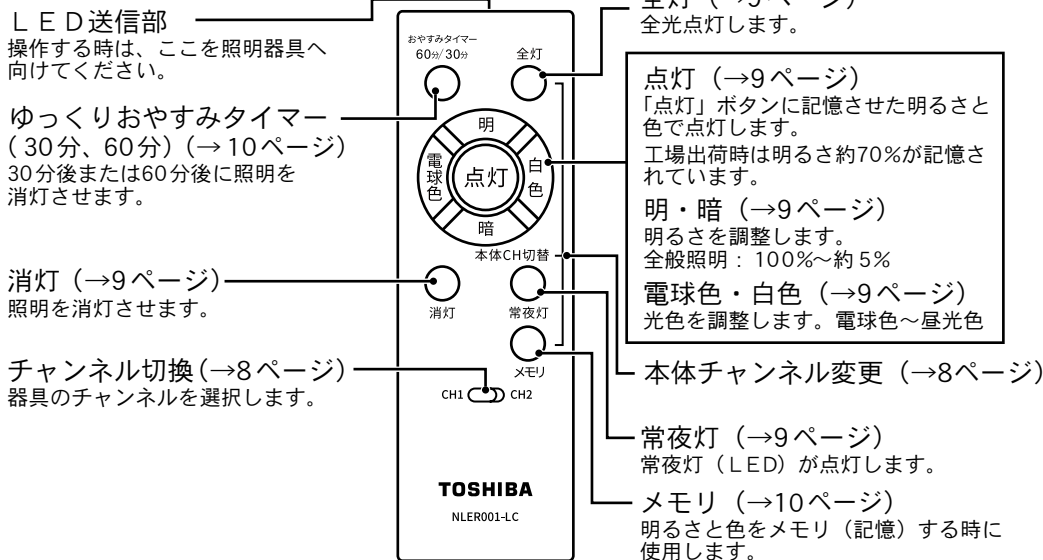 ＬＥＤ送信部
操作する時は、ここを照明器具へ
向けてください。
ゆっくりおやすみタイマー
(30分、60分)(→10ページ)
30分後または60分後に照明を
消灯させます。
消灯（→9ページ）
照明を消灯させます。
チャンネル切換(→8ページ)
器具のチャンネルを選択します。
おやすみタイマー
60分/30分
全灯
明
電球色
点灯
白色
暗
本体CH切替
消灯
常夜灯
メモリ
CH1
CH2
TOSHIBA
NLER001-LC
全光点灯します。
点灯（→9ページ）
「点灯」ボタンに記憶させた明るさと
色で点灯します。
工場出荷時は明るさ約70%が記憶さ
れています。
明・暗（→9ページ）
明るさを調整します。
全般照明：100%～約5%
電球色・白色（→9ページ）
光色を調整します。電球色～昼光色
本体チャンネル変更（→8ページ）
常夜灯（→9ページ）
常夜灯（ＬＥＤ）が点灯します。
メモリ（→10ページ）
明るさと色をメモリ（記憶）する時に
使用します。